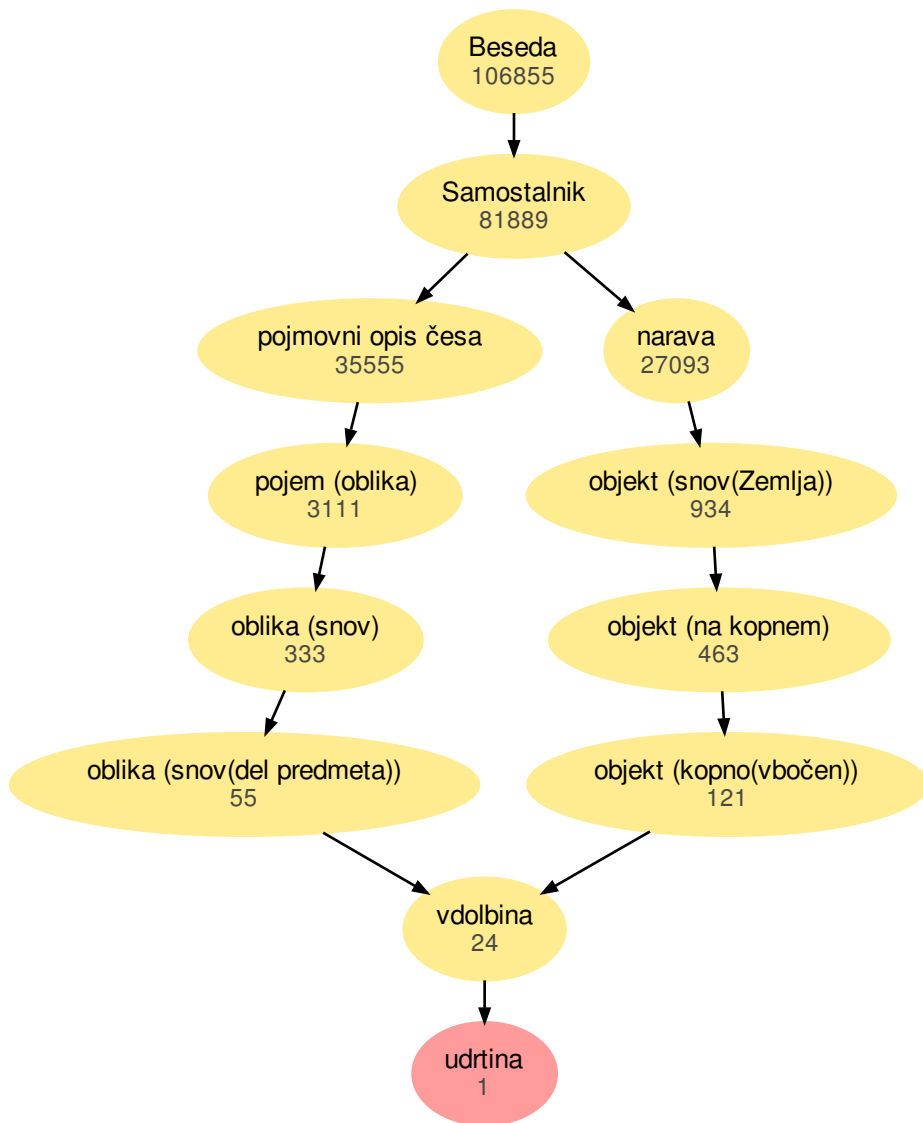 Beseda
106855
Samostalnik
81889
pojmovni opis česa
35555
narava
27093
pojem (oblika)
3111
objekt (snov(Zemlja))
934
oblika (snov)
333
objekt (na kopnem)
463
oblika (snov(del predmeta))
55
objekt (kopno(vbočen))
121
vdolbina
24
udrtina
1